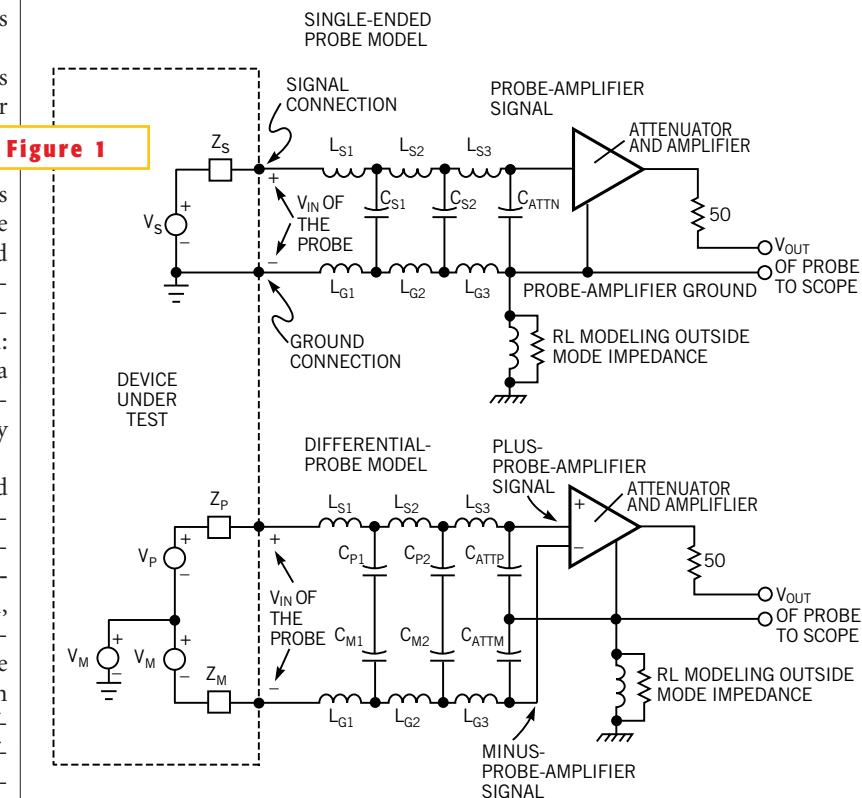 SINGLE-ENDED
PROBE MODEL
SIGNAL
CONNECTION
PROBE-AMPLIFIER
SIGNAL
ATTENUATOR
AND AMPLIFIER
Figure 1
ZS
LS1
LS2
LS3
+
VIN OF
THE
PROBE
–
CS1
CS2
CATTN
VS
+
–
50
VOUT
OF PROBE
TO SCOPE
LG1
LG2
LG3
PROBE-AMPLIFIER GROUND
GROUND
CONNECTION
RL MODELING OUTSIDE
MODE IMPEDANCE
DEVICE
UNDER
TEST
DIFFERENTIAL-
PROBE MODEL
PLUS-
PROBE-AMPLIFIER
SIGNAL
ATTENUATOR
AND AMPLIFLIER
ZP
LS1
LS2
LS3
+
–
+
VIN OF
THE
PROBE
–
CP1
CP2
CATTP
VP
+
–
50
VOUT
OF PROBE
TO SCOPE
CM1
CM2
CATTM
VM
+
–
VM
+
–
ZM
LG1
LG2
LG3
RL MODELING OUTSIDE
MODE IMPEDANCE
MINUS-
PROBE-AMPLIFIER
SIGNAL